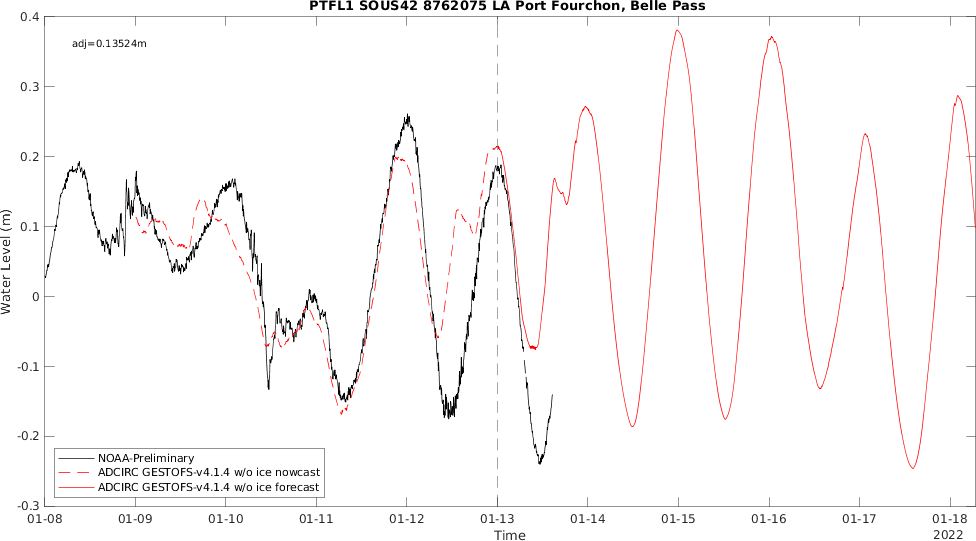 PTFL1 SOUS42 8762075 LA Port Fourchon, Belle Pass
adj=0.13524m
0.4
0.3
0.2
0.1
0
-0.1
-0.2
-0.3
Water Level (m)
NOAA-Preliminary
ADCIRC GESTOFS-v4.1.4 w/o ice nowcast
ADCIRC GESTOFS-v4.1.4 w/o ice forecast
01-08 01-09 01-10 01-11 01-12 01-13 01-14 01-15 01-16 01-17 01-18
Time
2022